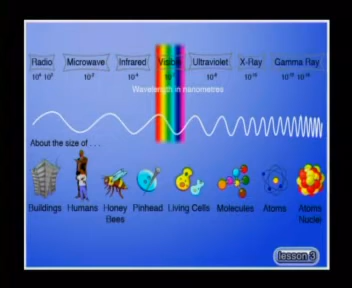 Radio Microwave Infrared Visible Ultraviolet X-Ray Gamma Ray
Wavelength in nanometres
About the size of . . .
Buildings Humans Honey Bees Pinhead Living Cells Molecules Atoms Atoms Nuclei
lesson 3